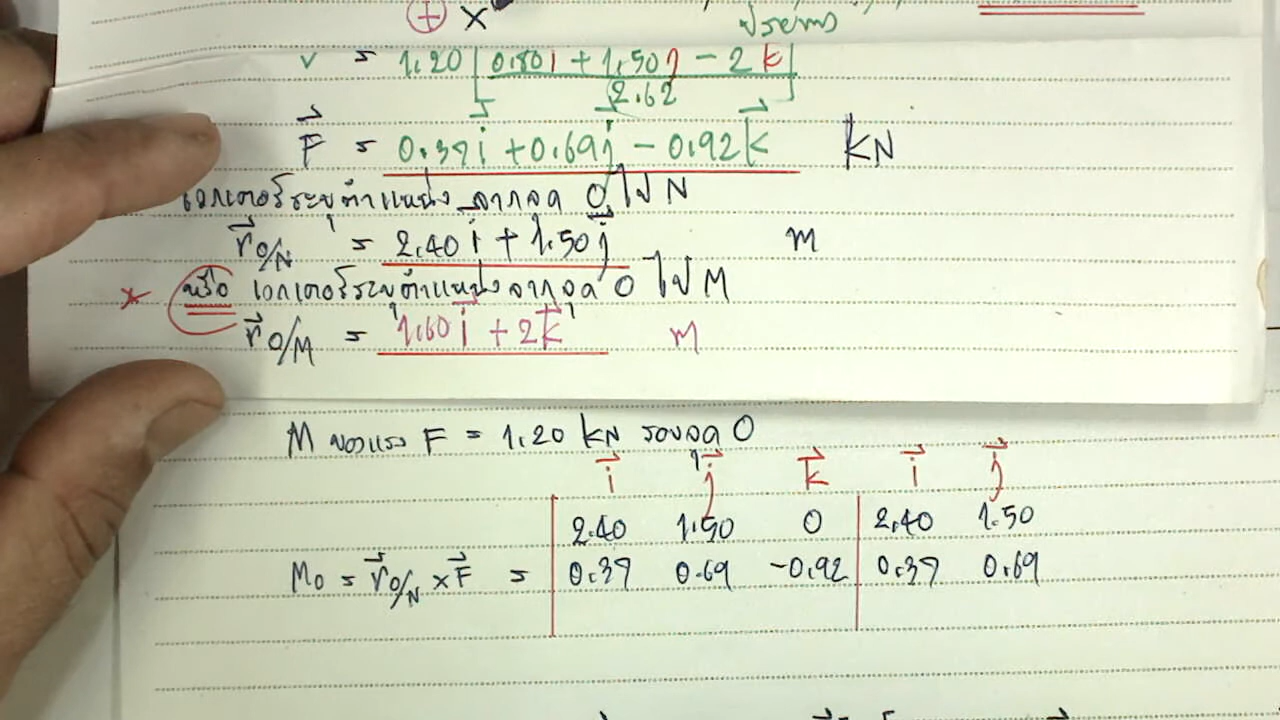 + X ประยุกต์
= 1.20 [ 0.80i + 1.50j - 2k / 2.62 ]
F = 0.37i + 0.69j - 0.92k kN
เวกเตอร์ระบุตำแหน่ง จากจุด O ไป N
r O/N = 2.40i + 1.50j m
* หรือ เวกเตอร์ระบุตำแหน่งจากจุด O ไป M
r O/M = 1.60i + 2k m
M ของแรง F = 1.20 kN รอบจุด O
i j k i j
2.40 1.50 0 2.40 1.50
Mo = r O/N x F = 0.37 0.69 -0.92 0.37 0.69